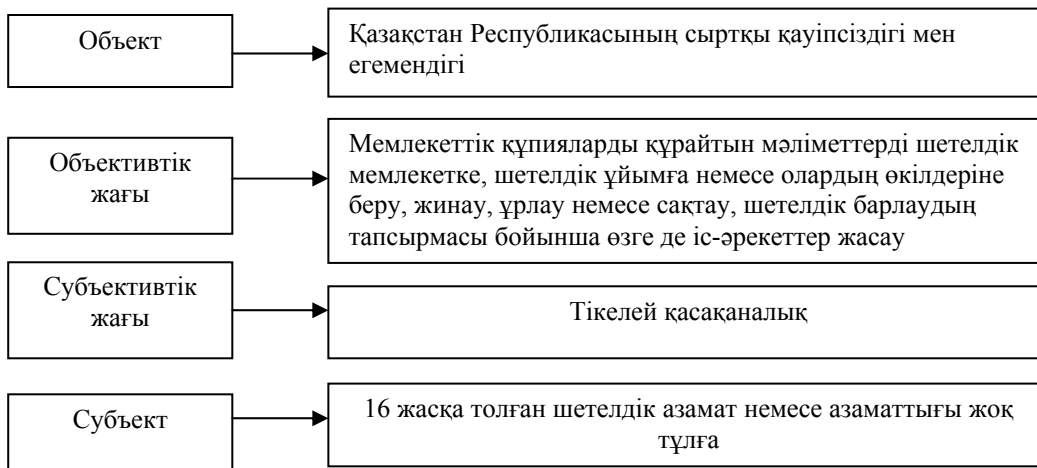 Объект
Қазақстан Республикасының сыртқы қауіпсіздігі мен
егемендігі
Объективтік
жағы
Мемлекеттік құпияларды құрайтын мәліметтерді шетелдік
мемлекетке, шетелдік ұйымға немесе олардың өкілдеріне
беру, жинау, ұрлау немесе сақтау, шетелдік барлаудың
тапсырмасы бойынша өзге де іс-әрекеттер жасау
Субъективтік
жағы
Тікелей қасақаналық
Субъект
16 жасқа толған шетелдік азамат немесе азаматтығы жоқ
тұлға